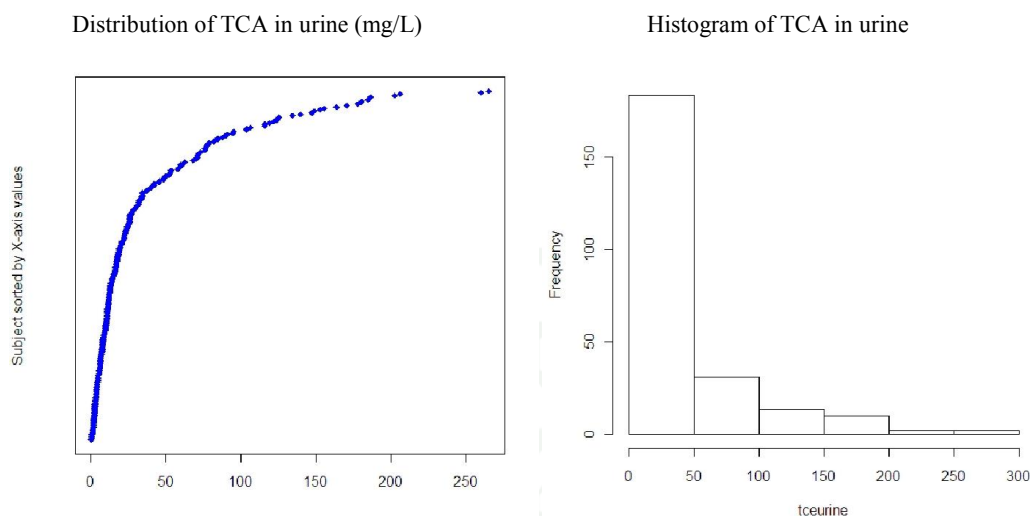 Distribution of TCA in urine (mg/L)
Subject sorted by X-axis values
0 50 100 150 200 250
Histogram of TCA in urine
Frequency
150
100
50
0
0 50 100 150 200 250 300
tceurine